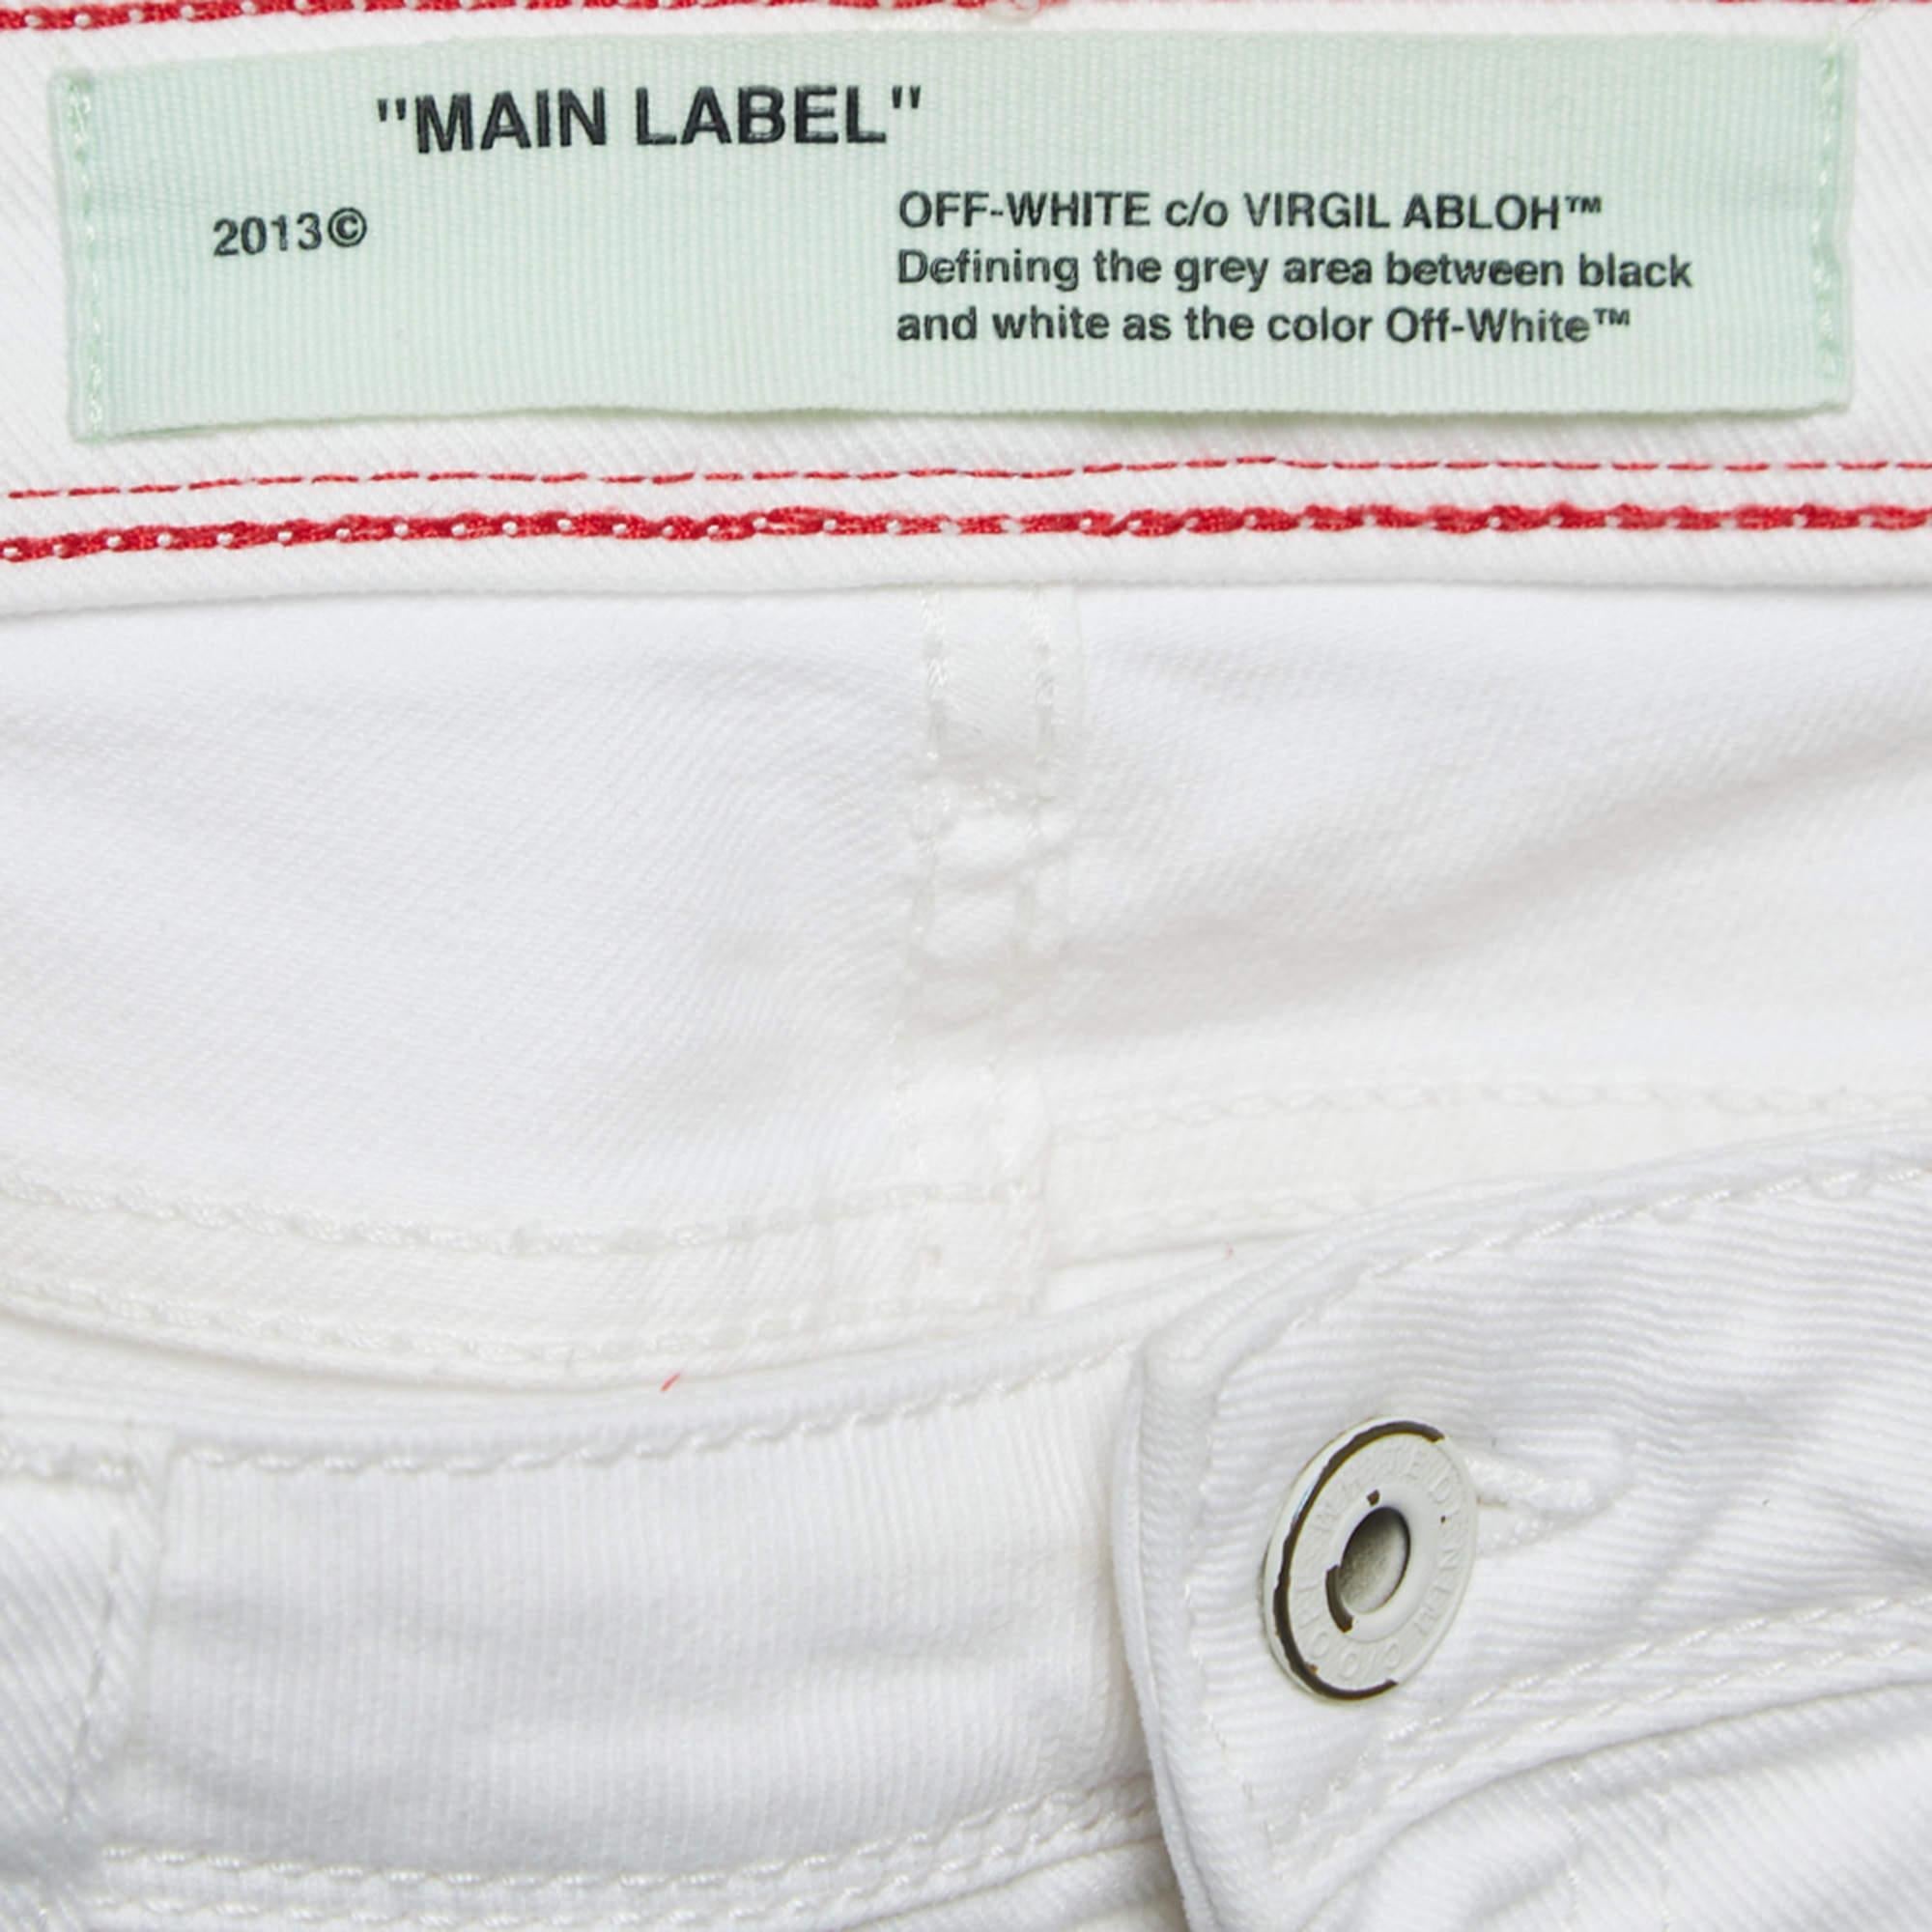 "MAIN LABEL"
2013©
OFF-WHITE c/o VIRGIL ABLOH™
Defining the grey area between black
and white as the color Off-White™